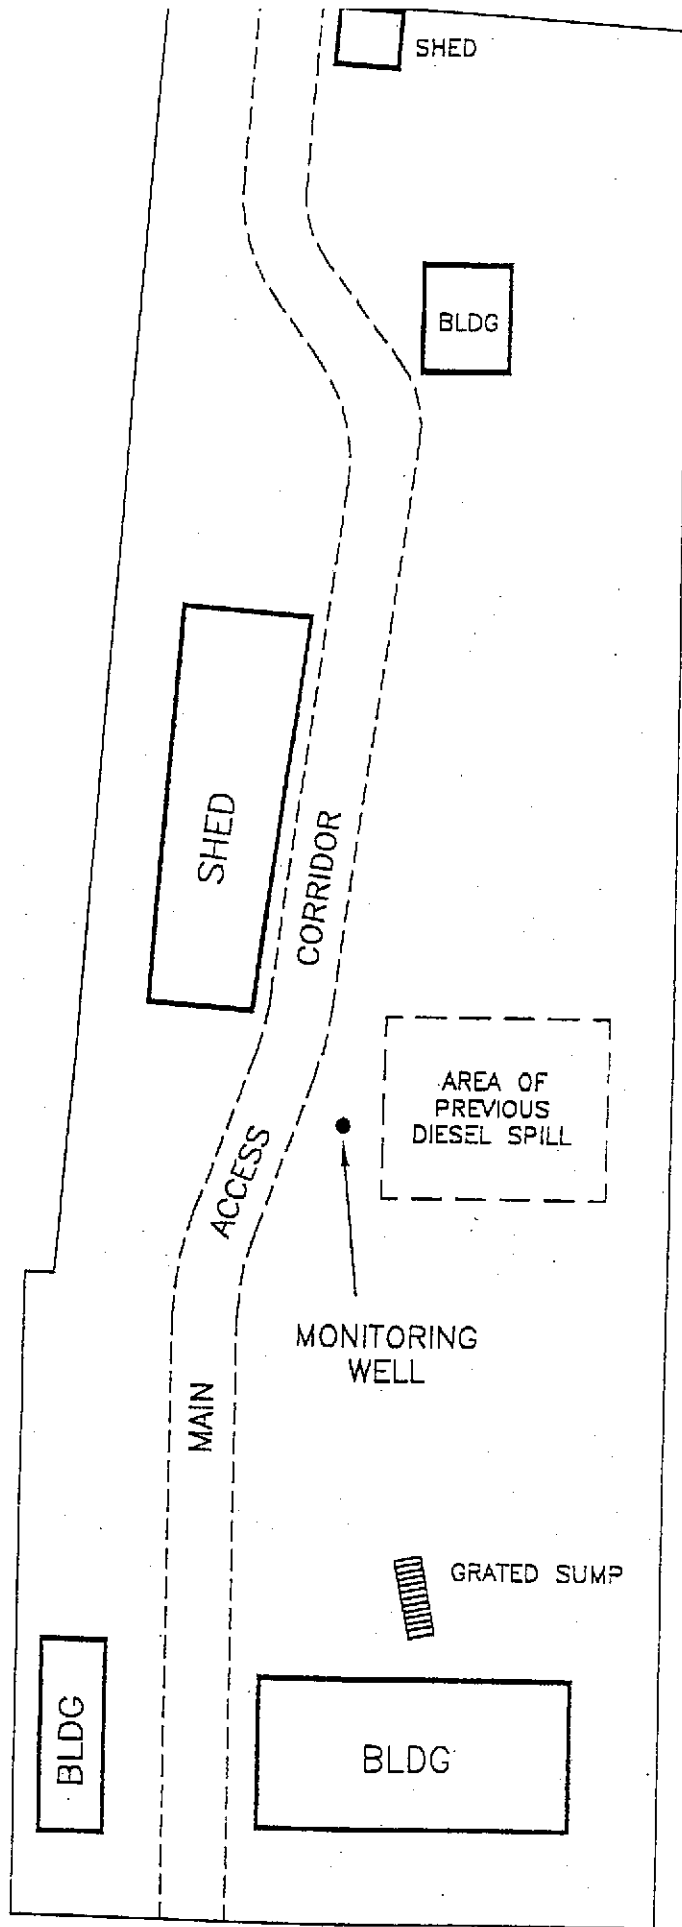 SHED
BLDG
SHED
CORRIDOR
AREA OF
PREVIOUS
DIESEL SPILL
ACCESS
MONITORING
WELL
MAIN
GRATED SUMP
BLDG
BLDG